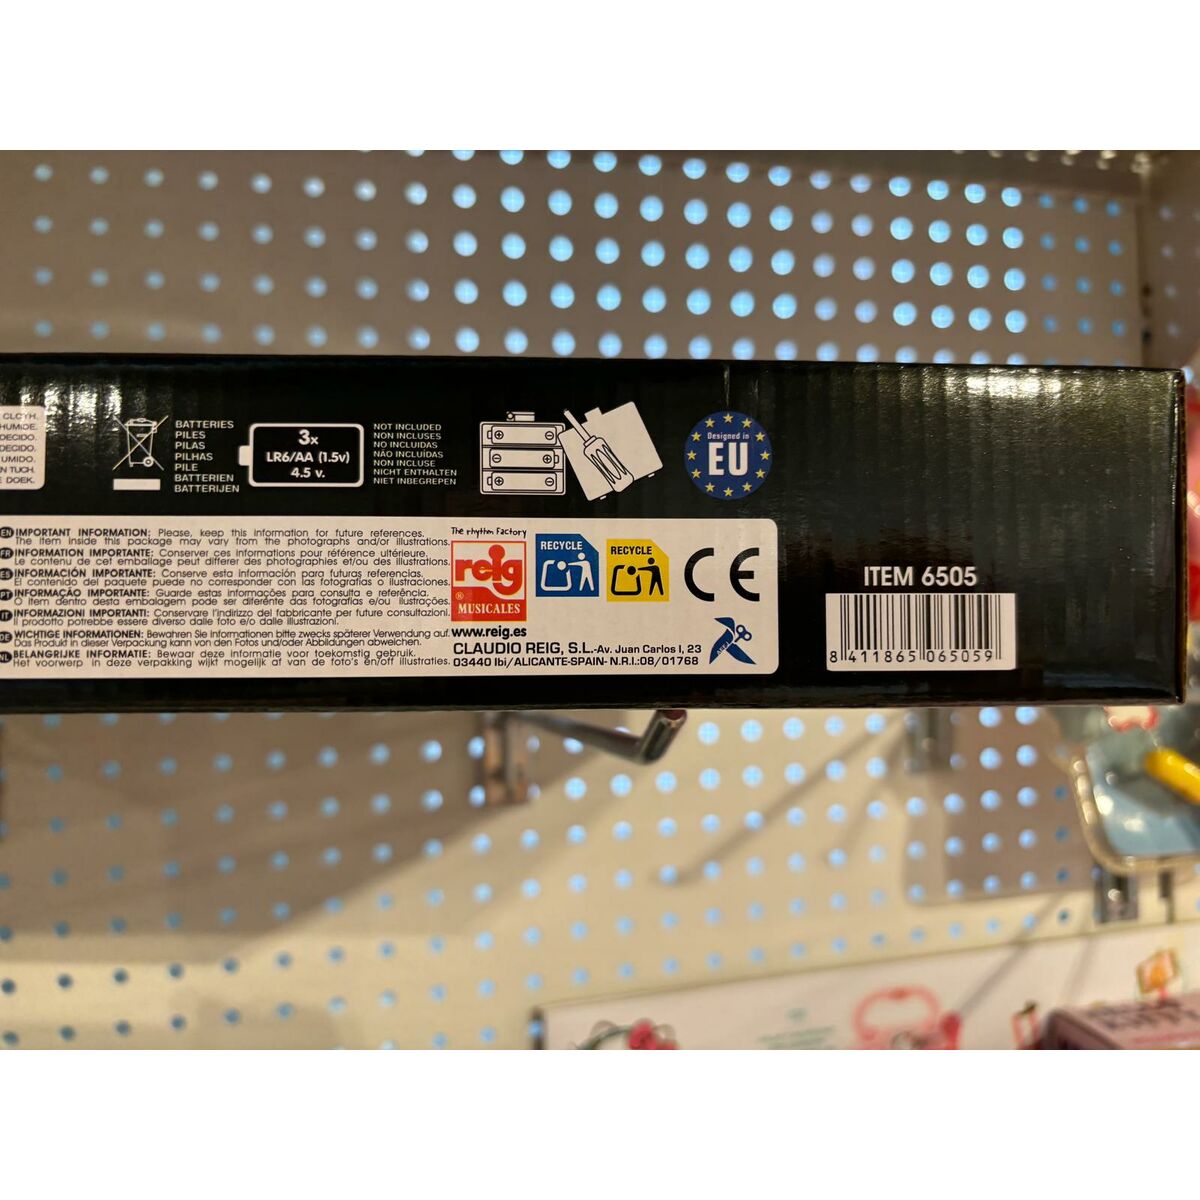 CLOTH.
HUMIDE.
DECIDO.
DECIDO.
UMIDO.
TUCH.
DOEK.
BATTERIES
PILES
PILAS
PILHAS
PILE
BATTERIEN
BATTERIJEN
3x
LR6/AA (1.5v)
4.5 v.
NOT INCLUDED
NON INCLUSES
NO INCLUIDAS
NÃO INCLUÍDAS
NON INCLUSE
NICHT ENTHALTEN
NIET INBEGREPEN
Designed in
EU
EN IMPORTANT INFORMATION: Please, keep this information for future references.
The item inside this package may vary from the photographs and/or illustrations.
FR INFORMATION IMPORTANTE: Conserver ces informations pour référence ultérieure.
Le contenu de cet emballage peut différer des photographies et/ou des illustrations.
ES INFORMACIÓN IMPORTANTE: Conserve esta información para futuras referencias.
El contenido del paquete puede no corresponder con las fotografías o ilustraciones.
PT INFORMAÇÃO IMPORTANTE: Guarde estas informações para consulta e referência.
O item dentro desta embalagem pode ser diferente das fotografias e/ou ilustrações.
IT INFORMAZIONI IMPORTANTI: Conservare l'indirizzo del fabbricante per future consultazioni.
Il prodotto potrebbe essere diverso dalle foto e/o dalle illustrazioni.
DE WICHTIGE INFORMATIONEN: Bewahren Sie Informationen bitte zwecks späterer Verwendung auf.
Das Produkt in dieser Verpackung kann von den Fotos und/oder Abbildungen abweichen.
NL BELANGRIJKE INFORMATIE: Bewaar deze informatie voor toekomstig gebruik.
Het voorwerp in deze verpakking wijkt mogelijk af van de foto's en/off illustraties.
The rhythm factory
reig
® MUSICALES
www.reig.es
RECYCLE
RECYCLE
CE
CLAUDIO REIG, S.L.-Av. Juan Carlos I, 23
03440 Ibi/ALICANTE-SPAIN- N.R.I.:08/01768
ITEM 6505
8 411865 065059